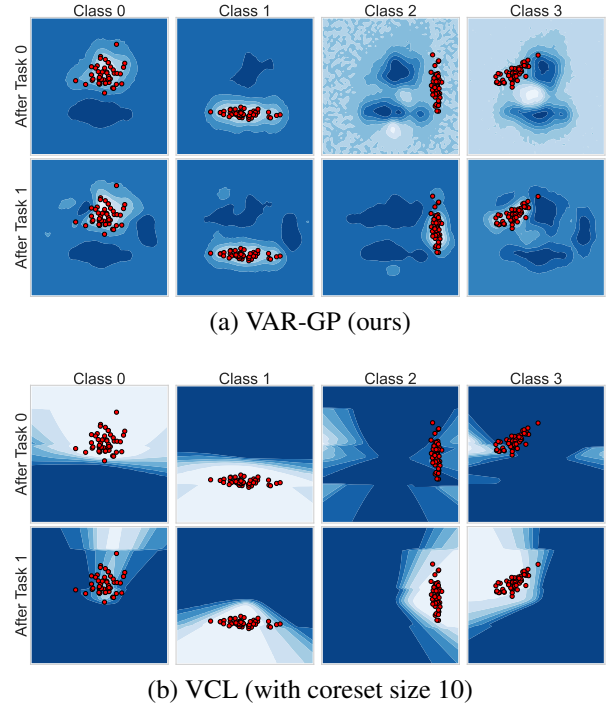 Class 0 Class 1 Class 2 Class 3
After Task 0
After Task 1
(a) VAR-GP (ours)
Class 0 Class 1 Class 2 Class 3
After Task 0
After Task 1
(b) VCL (with coreset size 10)